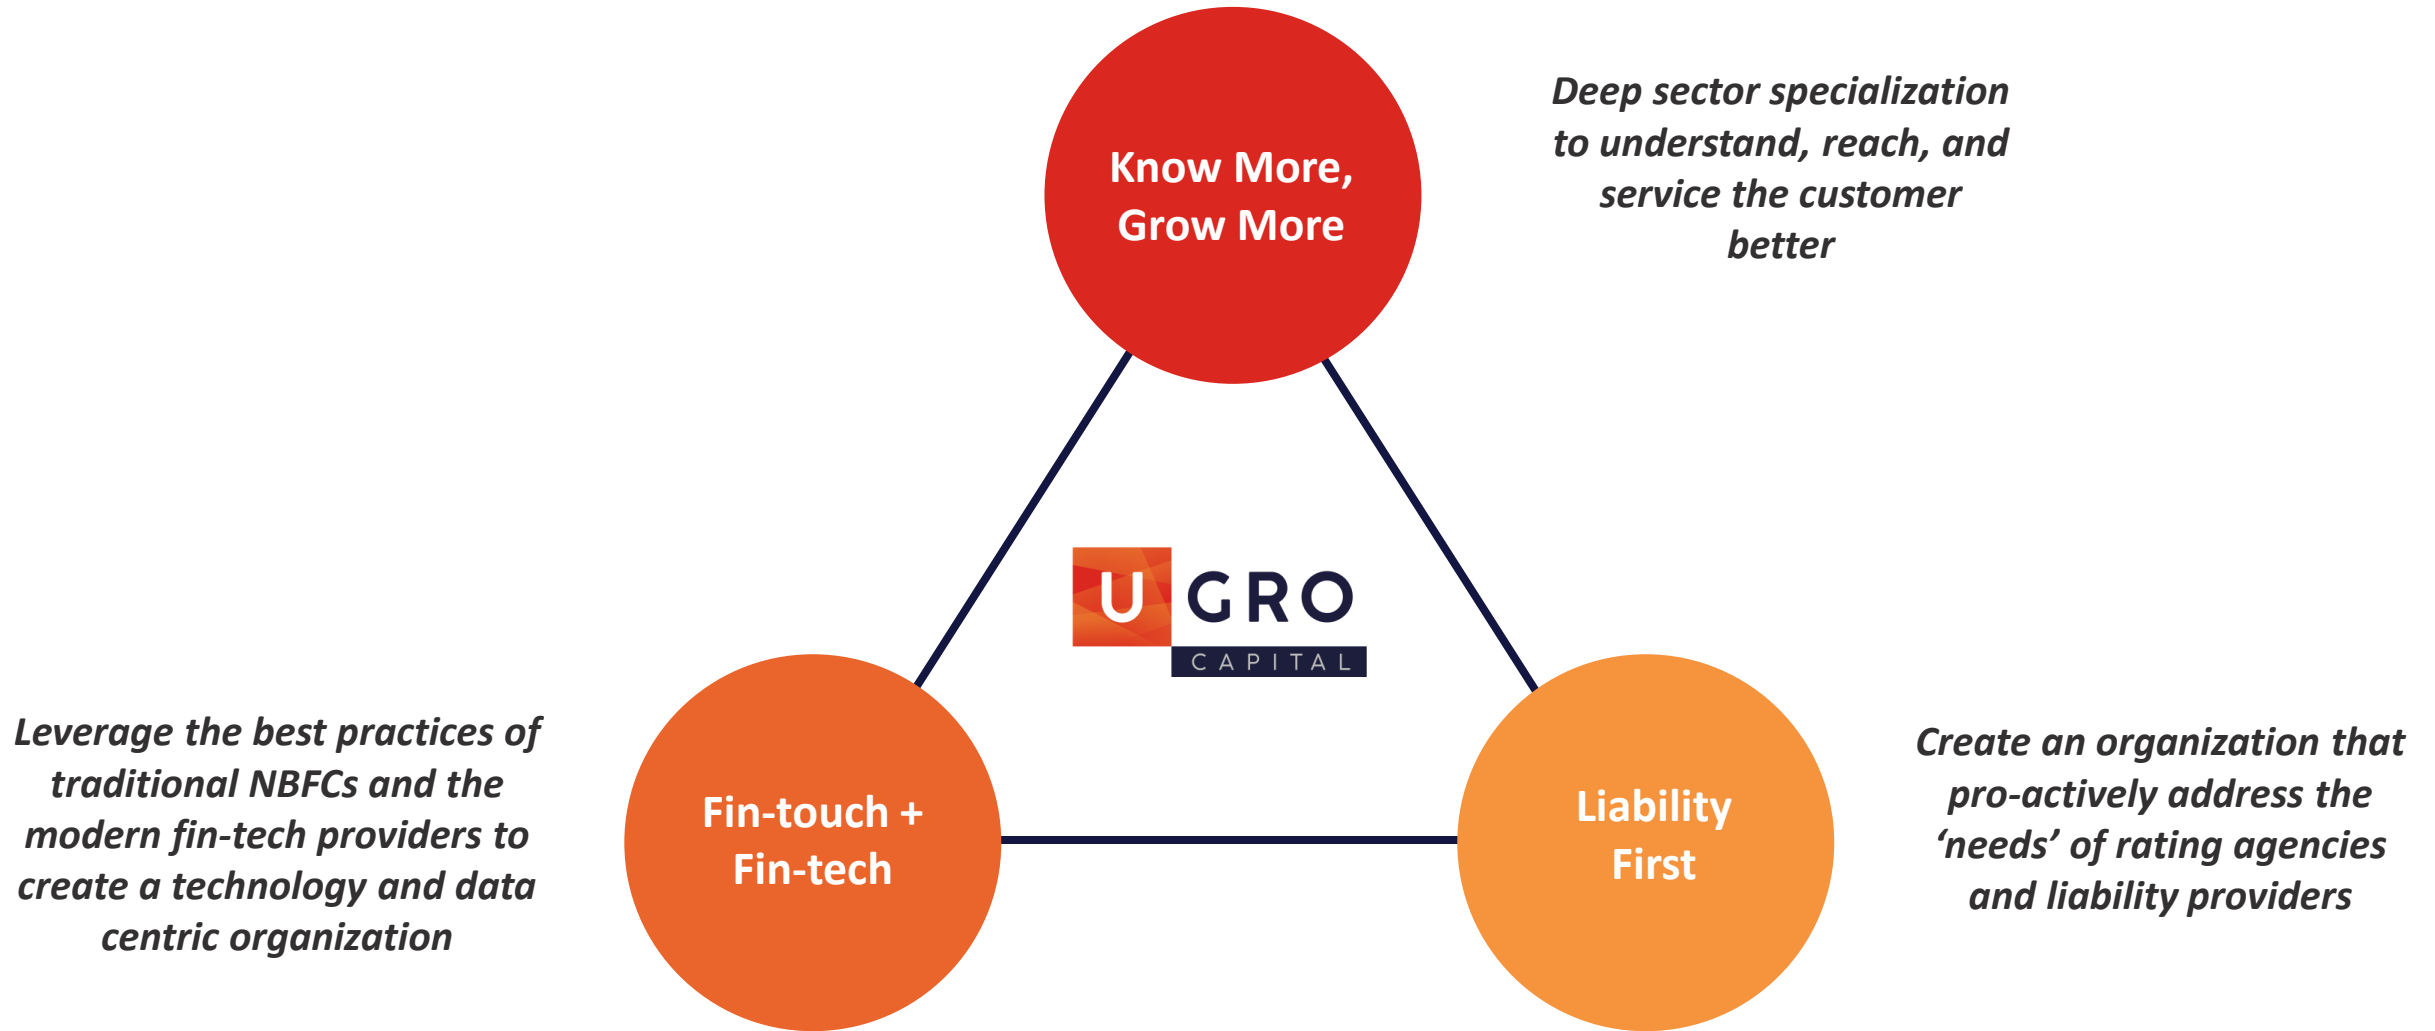 Know More,
Grow More
Deep sector specialization
to understand, reach, and
service the customer
better
U GRO
CAPITAL
Leverage the best practices of
traditional NBFCs and the
modern fin-tech providers to
create a technology and data
centric organization
Fin-touch +
Fin-tech
Liability
First
Create an organization that
pro-actively address the
‘needs’ of rating agencies
and liability providers